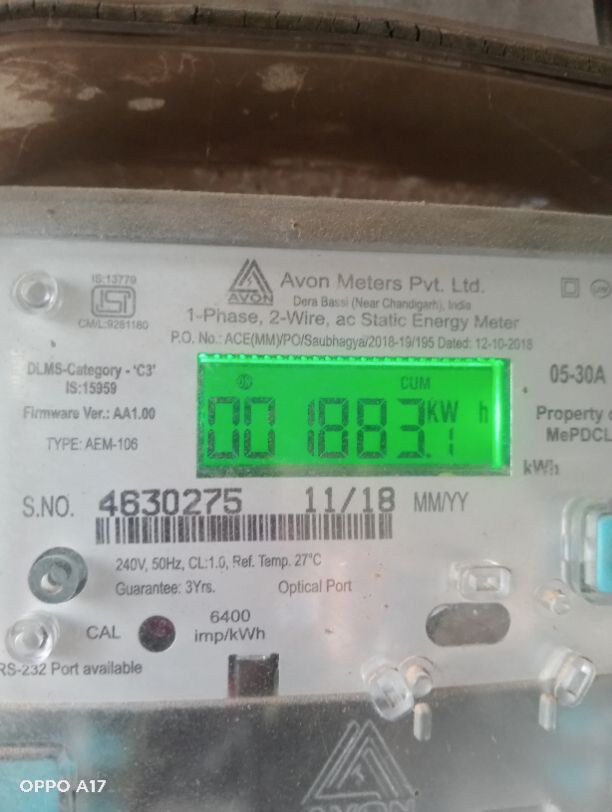 IS:13779
ISI
CM/L:9281180
AVON
Avon Meters Pvt. Ltd.
Dera Bassi (Near Chandigarh), India
1-Phase, 2-Wire, ac Static Energy Meter
P.O. No.: ACE(MM)/PO/Saubhagya/2018-19/195 Dated: 12-10-2018
DLMS-Category - 'C3'
IS:15959
Firmware Ver.: AA1.00
TYPE: AEM-106
CUM
001883.1 KW h
05-30A
Property o
MePDCL
kWh
S.NO. 4630275 11/18 MM/YY
240V, 50Hz, CL:1.0, Ref. Temp. 27°C
Guarantee: 3Yrs. Optical Port
CAL
6400
imp/kWh
RS-232 Port available
AVON
OPPO A17